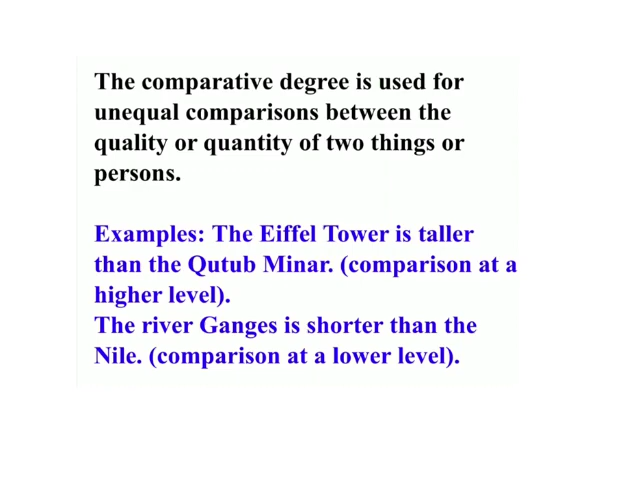 The comparative degree is used for
unequal comparisons between the
quality or quantity of two things or
persons.
Examples: The Eiffel Tower is taller
than the Qutub Minar. (comparison at a
higher level).
The river Ganges is shorter than the
Nile. (comparison at a lower level).